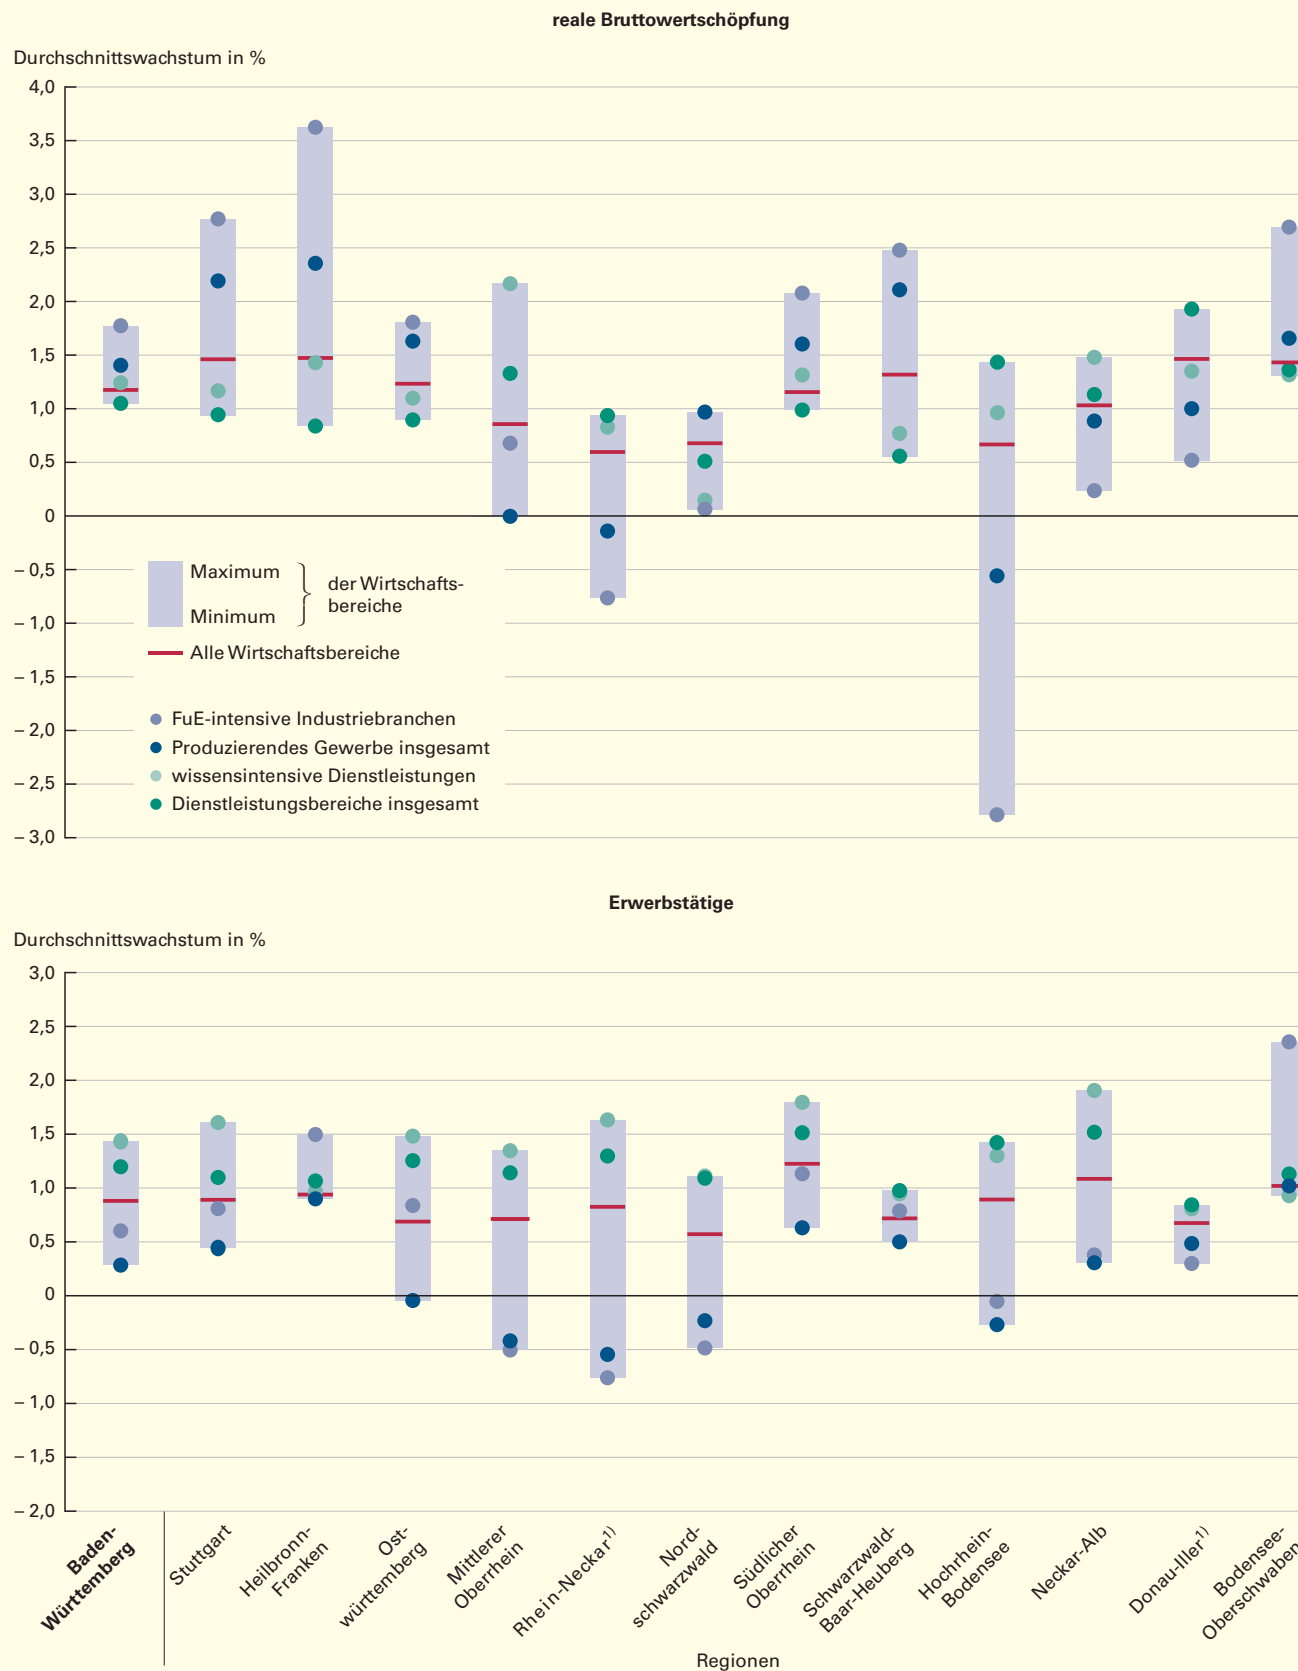 reale Bruttowertschöpfung
Durchschnittswachstum in %
4,0
3,5
3,0
2,5
2,0
1,5
1,0
0,5
0
– 0,5
– 1,0
– 1,5
– 2,0
– 2,5
– 3,0
Maximum
Minimum
der Wirtschafts-
bereiche
Alle Wirtschaftsbereiche
FuE-intensive Industriebranchen
Produzierendes Gewerbe insgesamt
wissensintensive Dienstleistungen
Dienstleistungsbereiche insgesamt
Erwerbstätige
Durchschnittswachstum in %
3,0
2,5
2,0
1,5
1,0
0,5
0
– 0,5
– 1,0
– 1,5
– 2,0
Baden-
Württemberg
Stuttgart
Heilbronn-
Franken
Ost-
württemberg
Mittlerer
Oberrhein
Rhein-Neckar1)
Nord-
schwarzwald
Südlicher
Oberrhein
Schwarzwald-
Baar-Heuberg
Hochrhein-
Bodensee
Neckar-Alb
Donau-Iller1)
Bodensee-
Oberschwaben
Regionen